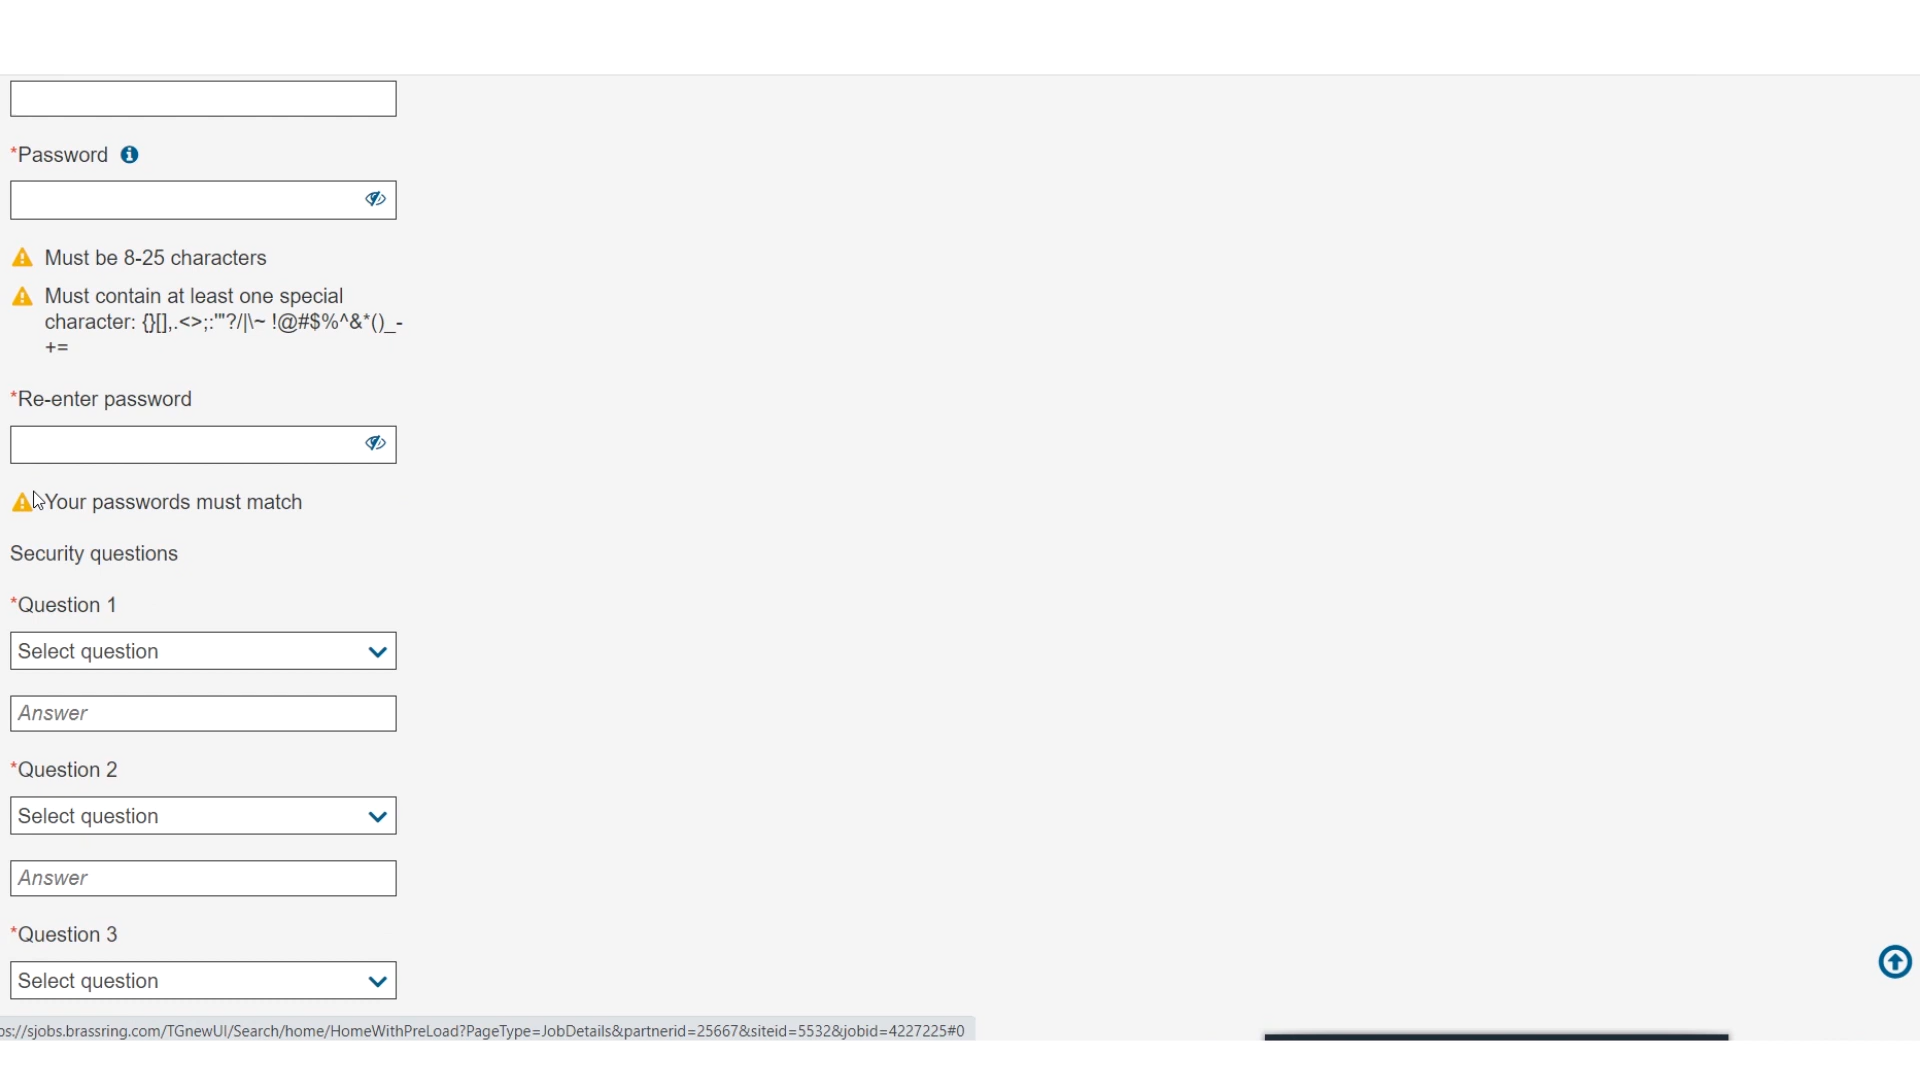 *Password
Must be 8-25 characters
Must contain at least one special
character: {}[],.<>;:'"?/|\~ !@#$%^&*()_-
+=
*Re-enter password
Your passwords must match
Security questions
*Question 1
Select question
Answer
*Question 2
Select question
Answer
*Question 3
Select question
ps://sjobs.brassring.com/TGnewUI/Search/home/HomeWithPreLoad?PageType=JobDetails&partnerid=25667&siteid=5532&jobid=4227225#0